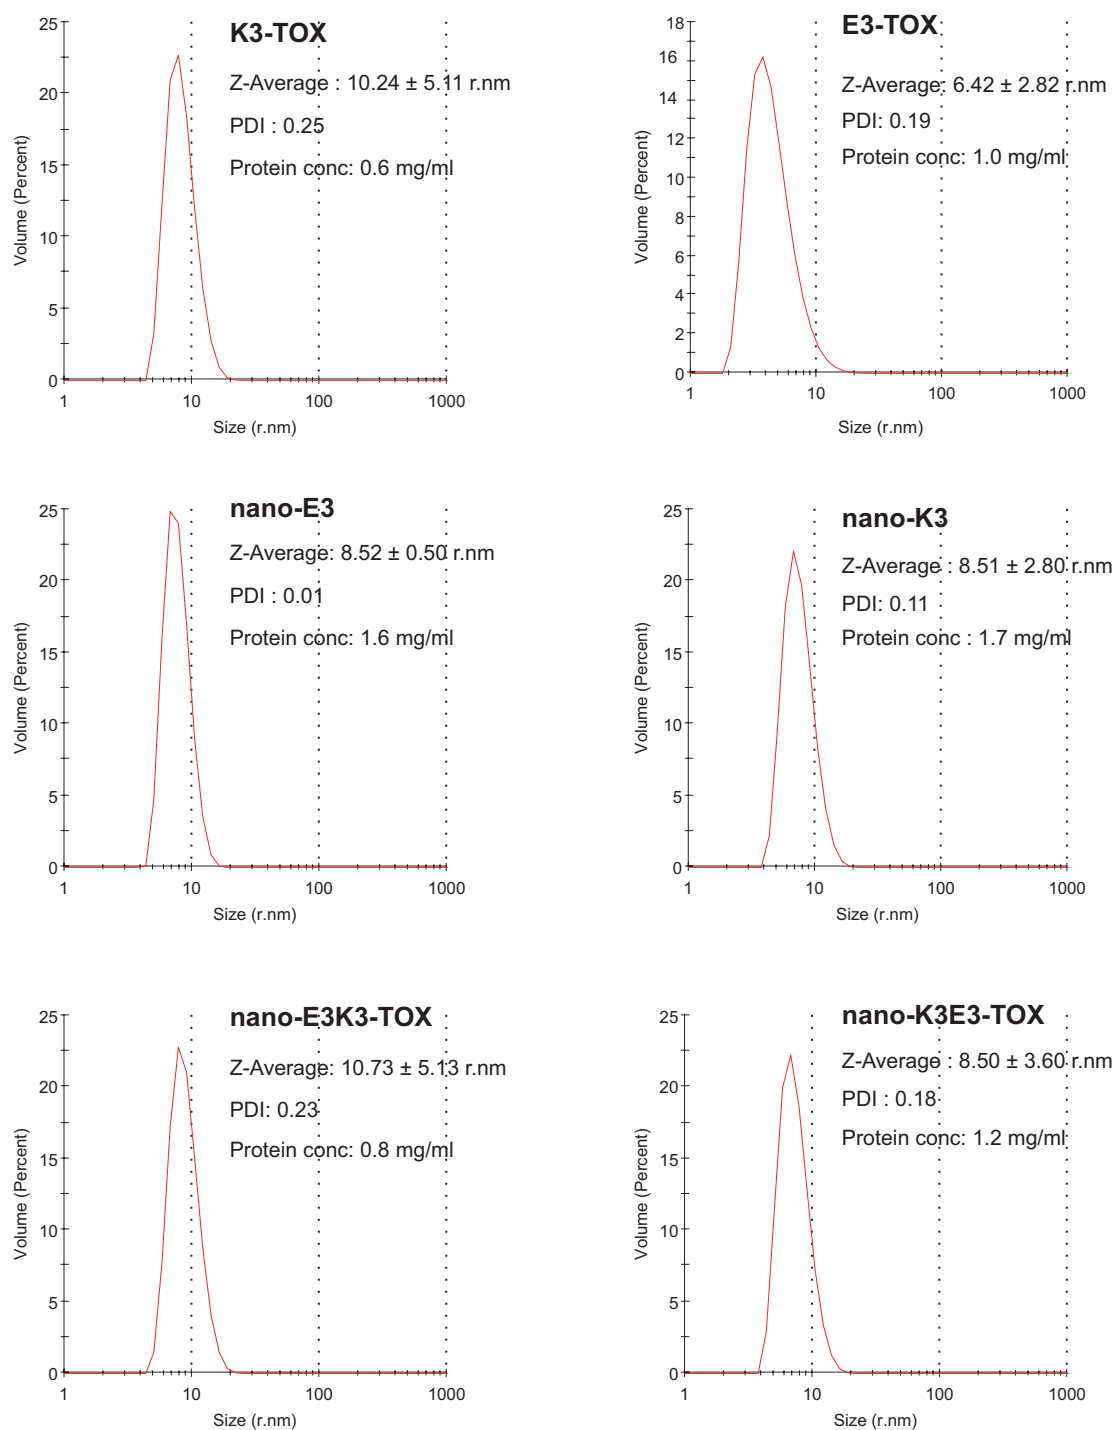 K3-TOX
Z-Average : 10.24 ± 5.11 r.nm
PDI : 0.25
Protein conc: 0.6 mg/ml
Volume (Percent)
25
20
15
10
5
0
1 10 100 1000
Size (r.nm)
E3-TOX
Z-Average: 6.42 ± 2.82 r.nm
PDI: 0.19
Protein conc: 1.0 mg/ml
Volume (Percent)
18
16
14
12
10
8
6
4
2
0
1 10 100 1000
Size (r.nm)
nano-E3
Z-Average: 8.52 ± 0.50 r.nm
PDI : 0.01
Protein conc: 1.6 mg/ml
Volume (Percent)
25
20
15
10
5
0
1 10 100 1000
Size (r.nm)
nano-K3
Z-Average : 8.51 ± 2.80 r.nm
PDI: 0.11
Protein conc : 1.7 mg/ml
Volume (Percent)
25
20
15
10
5
0
1 10 100 1000
Size (r.nm)
nano-E3K3-TOX
Z-Average: 10.73 ± 5.13 r.nm
PDI: 0.23
Protein conc: 0.8 mg/ml
Volume (Percent)
25
20
15
10
5
0
1 10 100 1000
Size (r.nm)
nano-K3E3-TOX
Z-Average : 8.50 ± 3.60 r.nm
PDI : 0.18
Protein conc: 1.2 mg/ml
Volume (Percent)
25
20
15
10
5
0
1 10 100 1000
Size (r.nm)